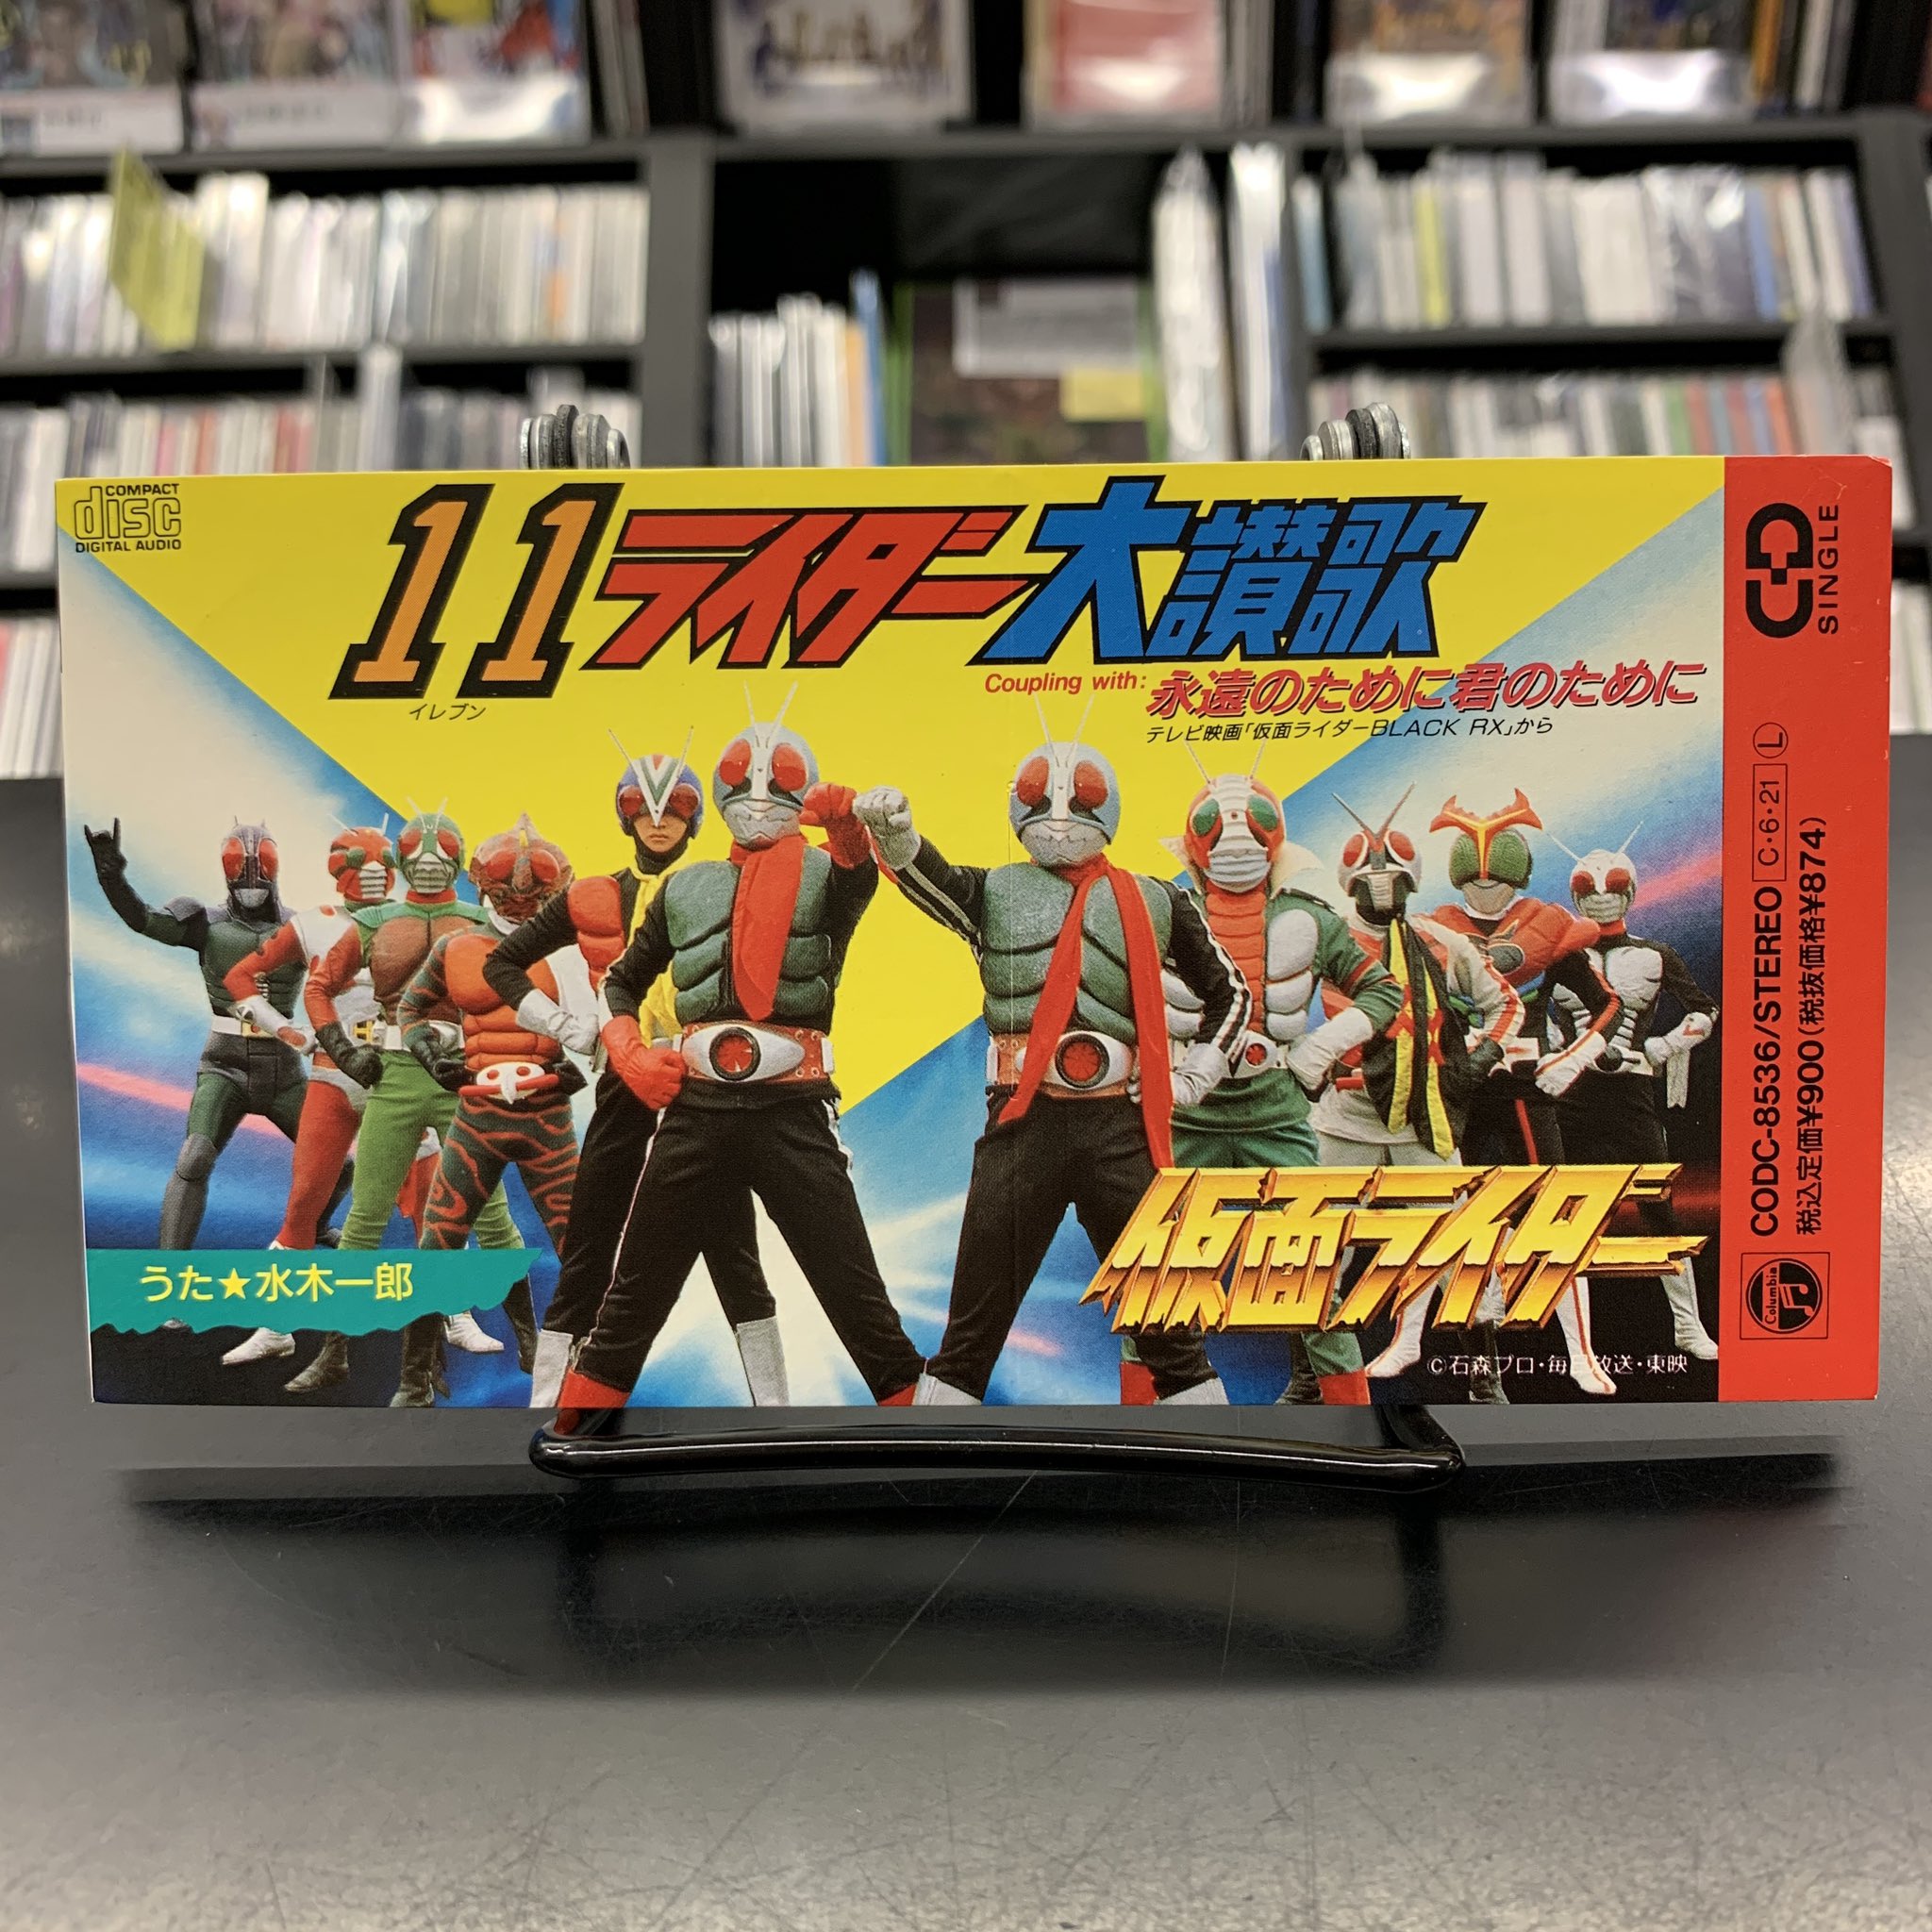 COMPACT
disc
DIGITAL AUDIO
11ライダー大讃歌
イレブン
Coupling with: 永遠のために君のために
テレビ映画「仮面ライダーBLACK RX」から
うた★水木一郎
仮面ライダー
©石森プロ・毎日放送・東映
CD
SINGLE
CODC-8536/STEREO C・6・21 L
税込定価¥900(税抜価格¥874)
Columbia